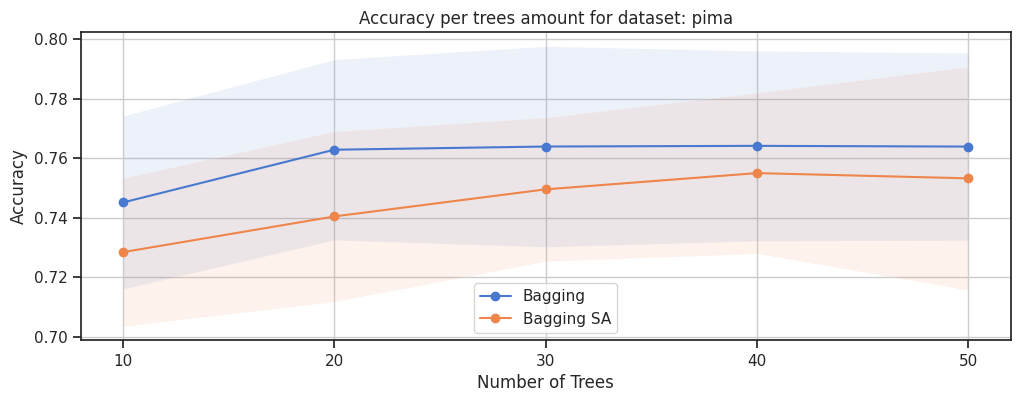 Accuracy per trees amount for dataset: pima
0.80
0.78
0.76
0.74
0.72
0.70
Accuracy
Bagging
Bagging SA
10 20 30 40 50
Number of Trees